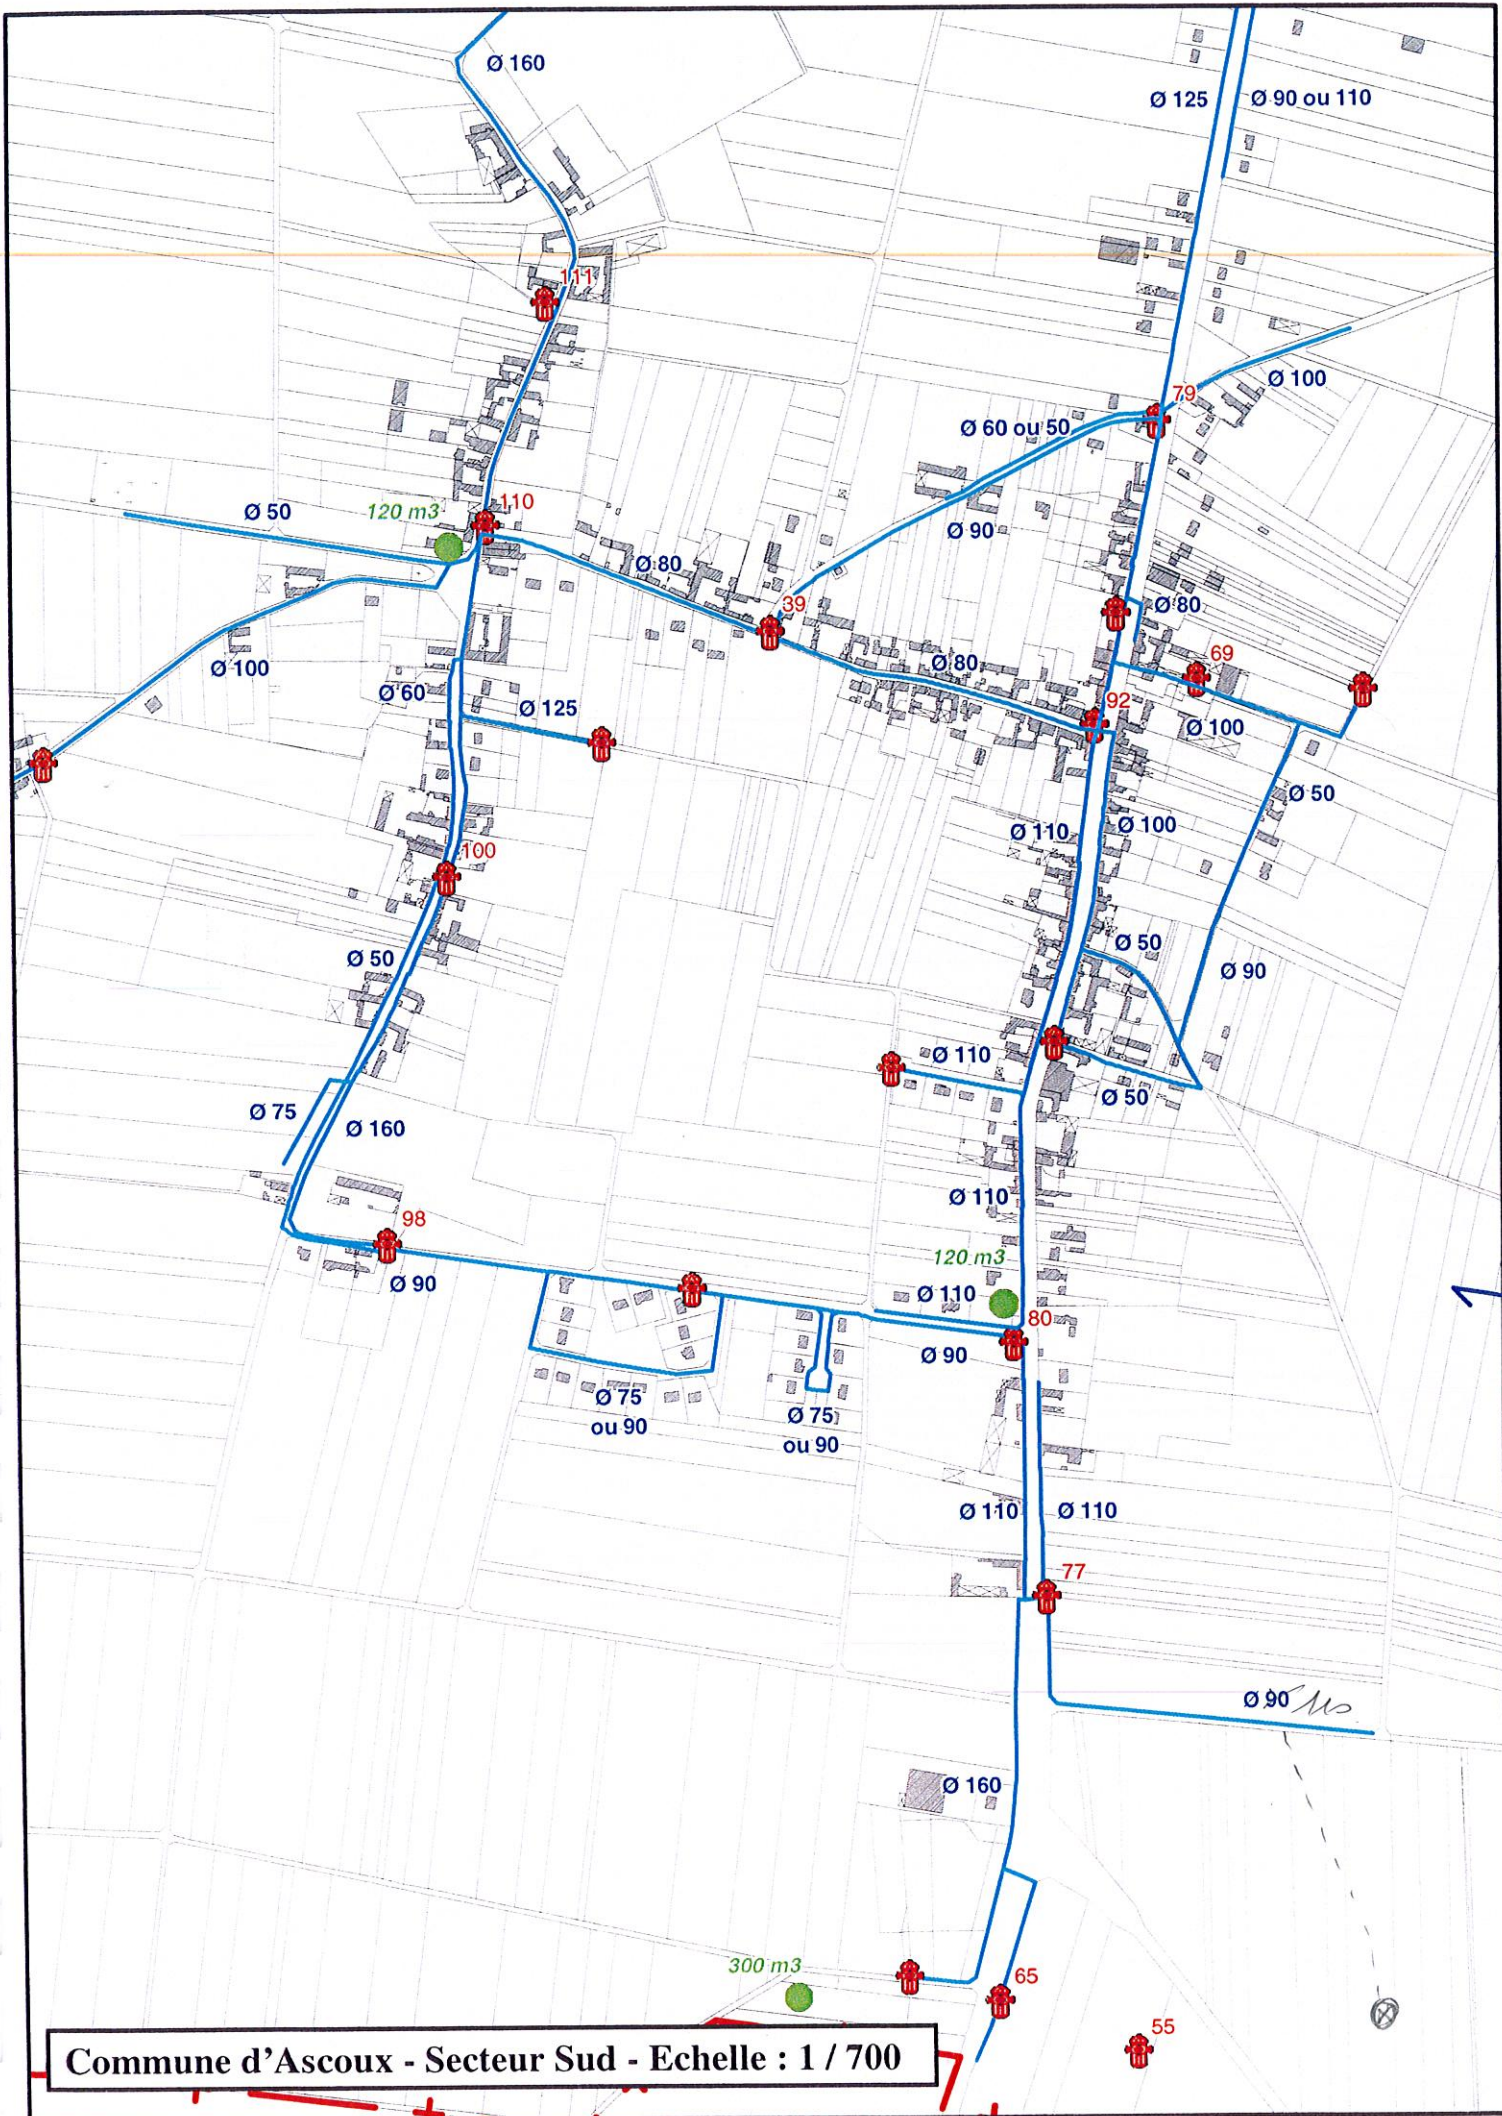 Ø 160
Ø 125
Ø 90 ou 110
111
Ø 100
79
Ø 60 ou 50
Ø 50
120 m3
110
Ø 90
Ø 80
39
Ø 80
Ø 80
69
Ø 100
Ø 60
Ø 125
92
Ø 100
Ø 50
Ø 110
Ø 100
100
Ø 50
Ø 50
Ø 90
Ø 110
Ø 50
Ø 75
Ø 160
Ø 110
98
120 m3
Ø 90
Ø 110
80
Ø 90
Ø 75
ou 90
Ø 75
ou 90
Ø 110
Ø 110
77
Ø 90
Ø 160
300 m3
65
55
Commune d'Ascoux - Secteur Sud - Echelle : 1 / 700